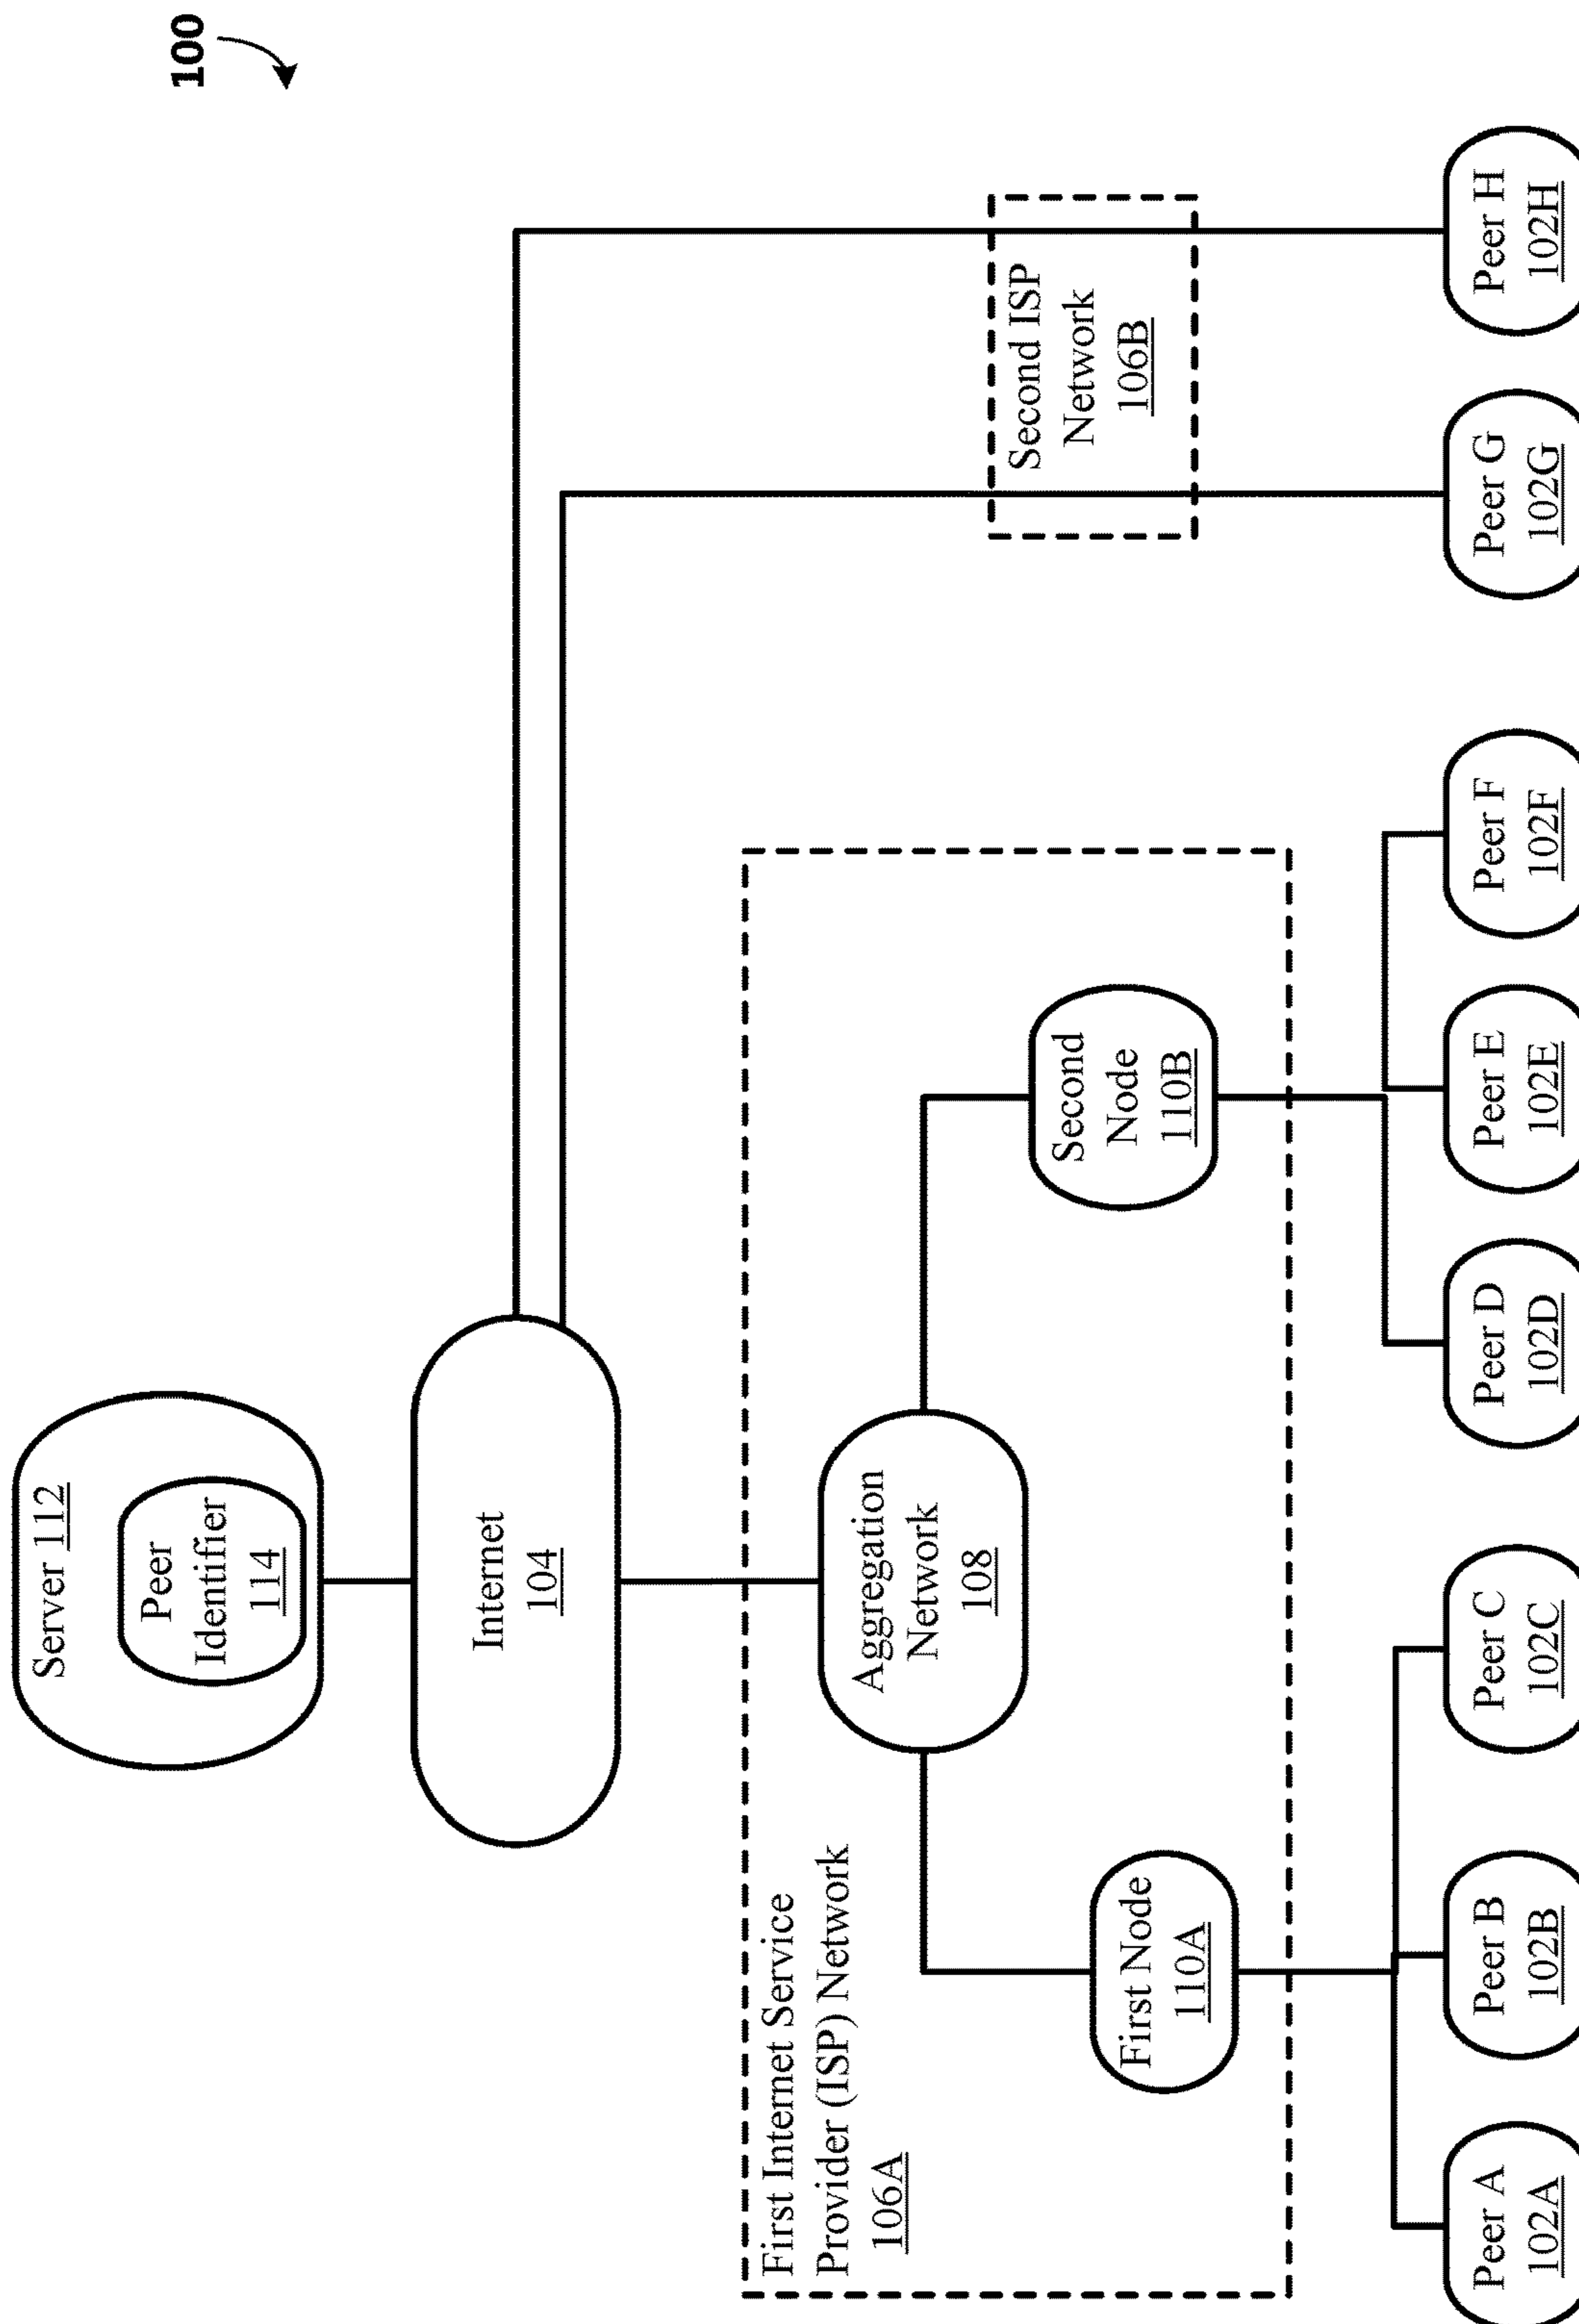 100
Server 112
Peer
Identifier
114
Internet
104
First Internet Service
Provider (ISP) Network
106A
Aggregation
Network
108
First Node
110A
Second
Node
110B
Second ISP
Network
106B
Peer A
102A
Peer B
102B
Peer C
102C
Peer D
102D
Peer E
102E
Peer F
102F
Peer G
102G
Peer H
102H